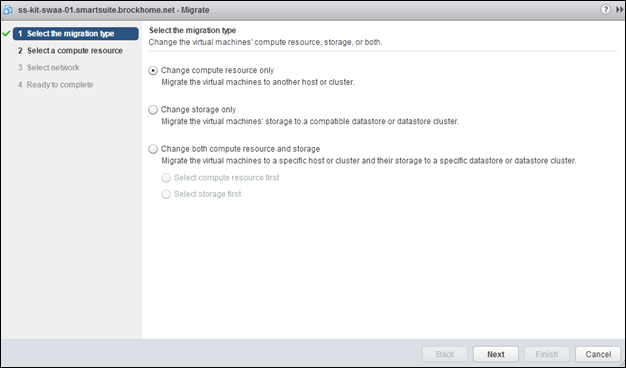 ss-kit-swaa-01.smartsuite.brockhome.net - Migrate
1 Select the migration type
2 Select a compute resource
3 Select network
4 Ready to complete
Select the migration type
Change the virtual machines' compute resource, storage, or both.
Change compute resource only
Migrate the virtual machines to another host or cluster.
Change storage only
Migrate the virtual machines' storage to a compatible datastore or datastore cluster.
Change both compute resource and storage
Migrate the virtual machines to a specific host or cluster and their storage to a specific datastore or datastore cluster.
Select compute resource first
Select storage first
Back
Next
Finish
Cancel